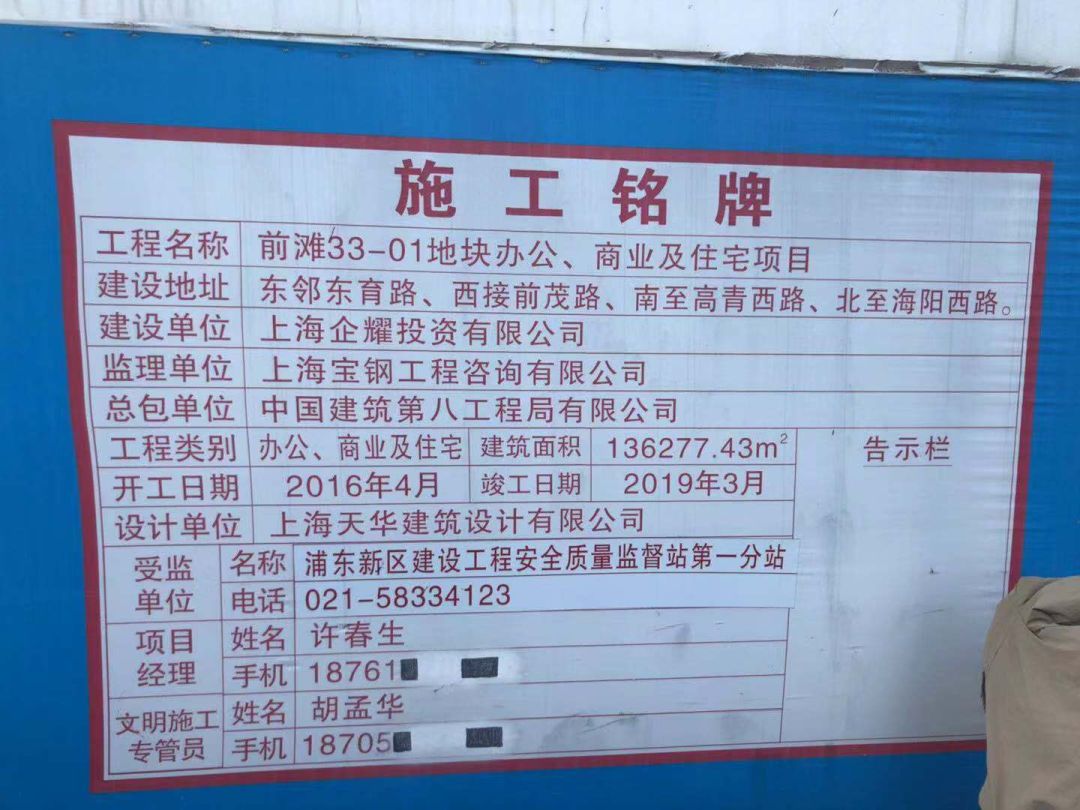 施工铭牌
工程名称 前滩33-01地块办公、商业及住宅项目
建设地址 东邻东育路、西接前茂路、南至高青西路、北至海阳西路。
建设单位 上海企耀投资有限公司
监理单位 上海宝钢工程咨询有限公司
总包单位 中国建筑第八工程局有限公司
工程类别 办公、商业及住宅 建筑面积 136277.43m² 告示栏
开工日期 2016年4月 竣工日期 2019年3月
设计单位 上海天华建筑设计有限公司
受监单位 名称 浦东新区建设工程安全质量监督站第一分站
电话 021-58334123
项目经理 姓名 许春生
手机 18761
文明施工专管员 姓名 胡孟华
手机 18705